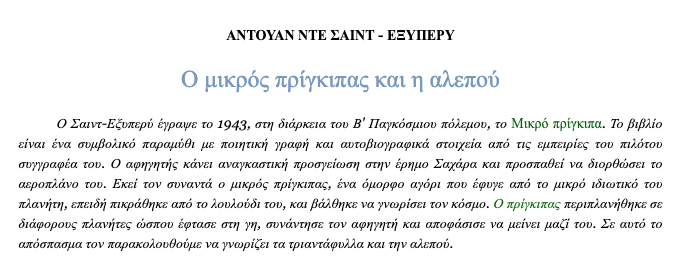 ΑΝΤΟΥΑΝ ΝΤΕ ΣΑΙΝΤ - ΕΞΥΠΕΡΥ
Ο μικρός πρίγκιπας και η αλεπού
Ο Σαιντ-Εξυπερύ έγραψε το 1943, στη διάρκεια του Β' Παγκόσμιου πόλεμου, το Μικρό πρίγκιπα. Το βιβλίο
είναι ένα συμβολικό παραμύθι με ποιητική γραφή και αυτοβιογραφικά στοιχεία από τις εμπειρίες του πιλότου
συγγραφέα του. Ο αφηγητής κάνει αναγκαστική προσγείωση στην έρημο Σαχάρα και προσπαθεί να διορθώσει το
αεροπλάνο του. Εκεί τον συναντά ο μικρός πρίγκιπας, ένα όμορφο αγόρι που έφυγε από το μικρό ιδιωτικό του
πλανήτη, επειδή πικράθηκε από το λουλούδι του, και βάλθηκε να γνωρίσει τον κόσμο. Ο πρίγκιπας περιπλανήθηκε σε
διάφορους πλανήτες ώσπου έφτασε στη γη, συνάντησε τον αφηγητή και αποφάσισε να μείνει μαζί του. Σε αυτό το
απόσπασμα τον παρακολουθούμε να γνωρίζει τα τριαντάφυλλα και την αλεπού.